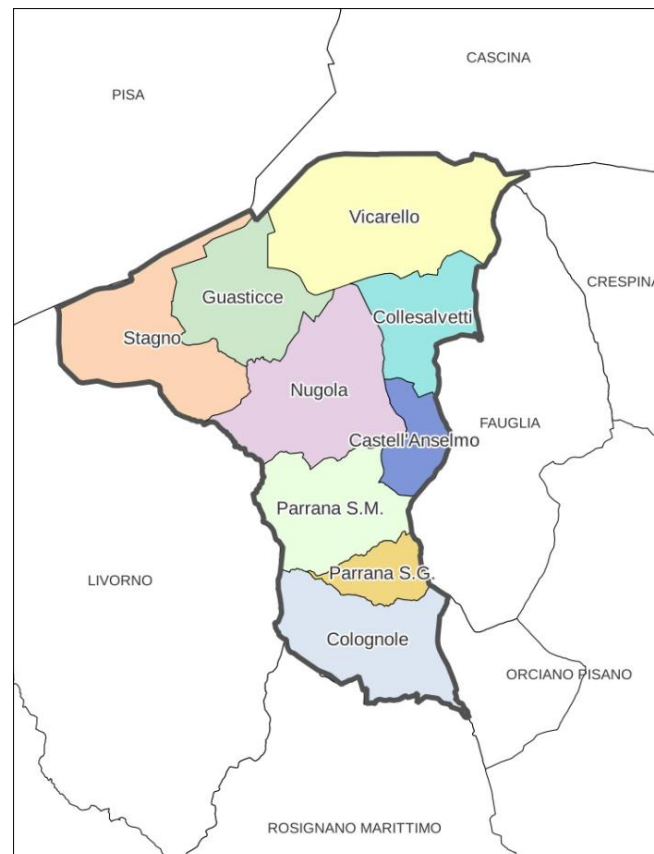 CASCINA
PISA
Vicarello
CRESPINA
Guasticce
Collesalvetti
Stagno
Nugola
FAUGLIA
Castell'Anselmo
Parrana S.M.
Parrana S.G.
LIVORNO
Colognole
ORCIANO PISANO
ROSIGNANO MARITTIMO